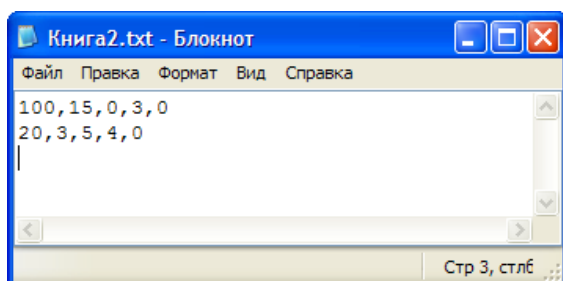 Книга2.txt - Блокнот
Файл Правка Формат Вид Справка
100,15,0,3,0
20,3,5,4,0
Стр 3, стлб